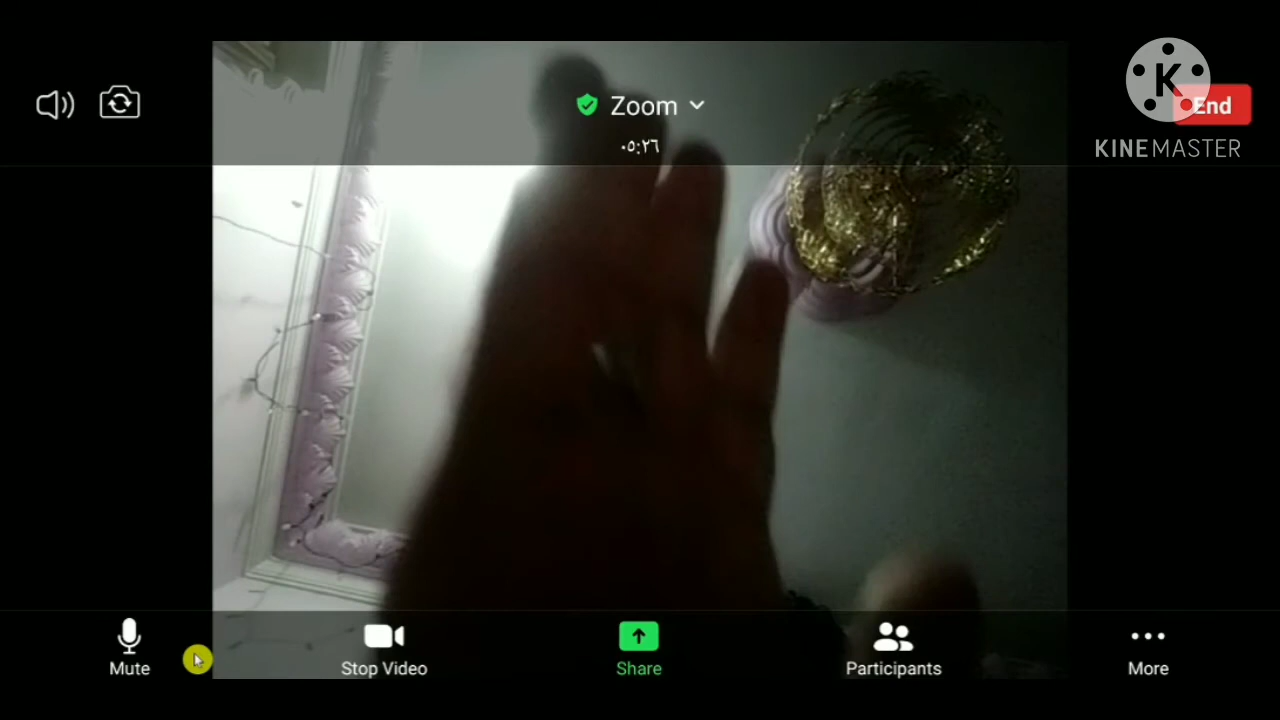 Zoom
٠٥:٢٦
End
K
KINEMASTER
Mute
Stop Video
Share
Participants
More